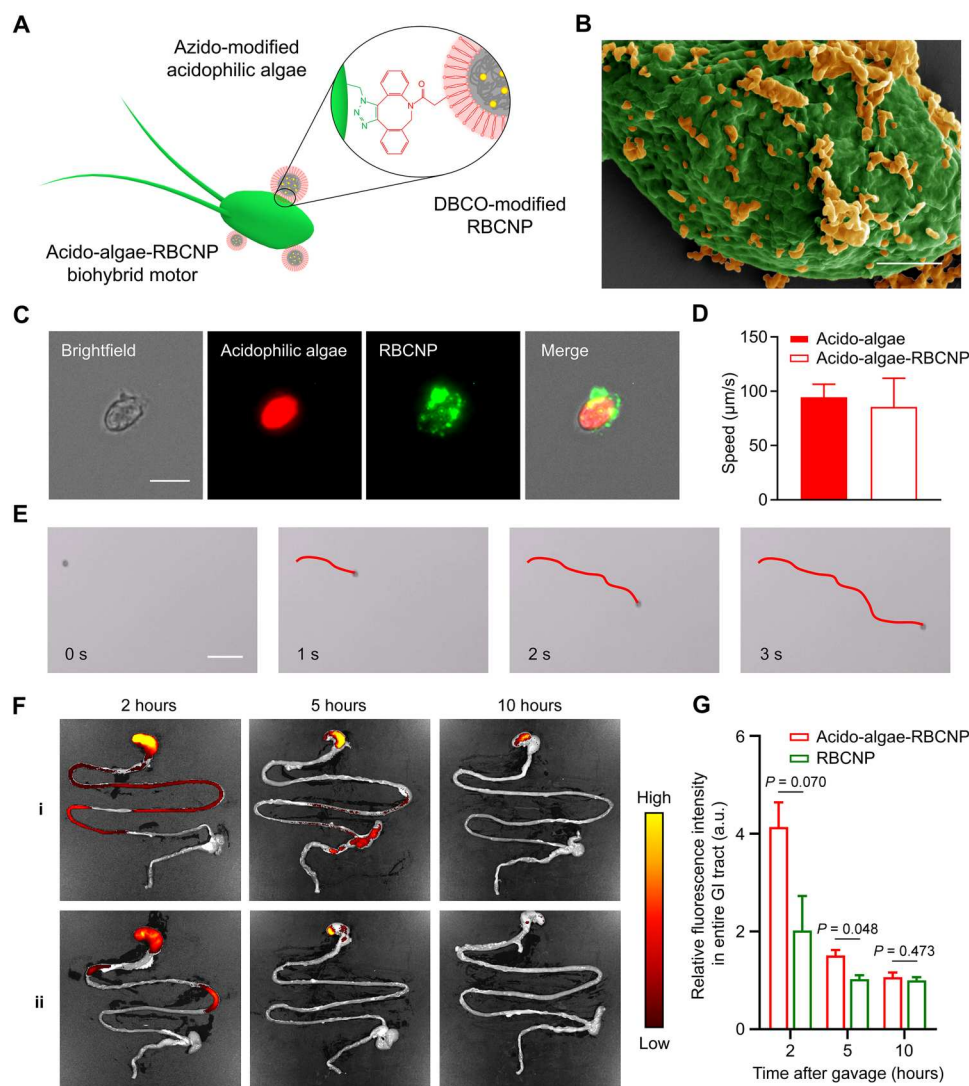 A
Azido-modified
acidophilic algae
N
N
N
N
O
DBCO-modified
RBCNP
Acido-algae-RBCNP
biohybrid motor
B
C
Brightfield
Acidophilic algae
RBCNP
Merge
D
Acido-algae
Acido-algae-RBCNP
Speed (μm/s)
150
100
50
0
E
0 s
1 s
2 s
3 s
F
2 hours
5 hours
10 hours
i
ii
High
Low
G
Acido-algae-RBCNP
RBCNP
Relative fluorescence intensity
in entire GI tract (a.u.)
6
4
2
0
P = 0.070
P = 0.048
P = 0.473
2
5
10
Time after gavage (hours)